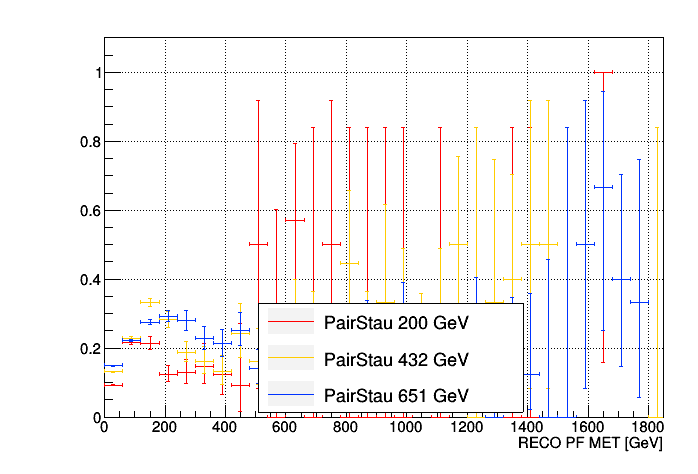 1
0.8
0.6
0.4
0.2
0
PairStau 200 GeV
PairStau 432 GeV
PairStau 651 GeV
0 200 400 600 800 1000 1200 1400 1600 1800
RECO PF MET [GeV]